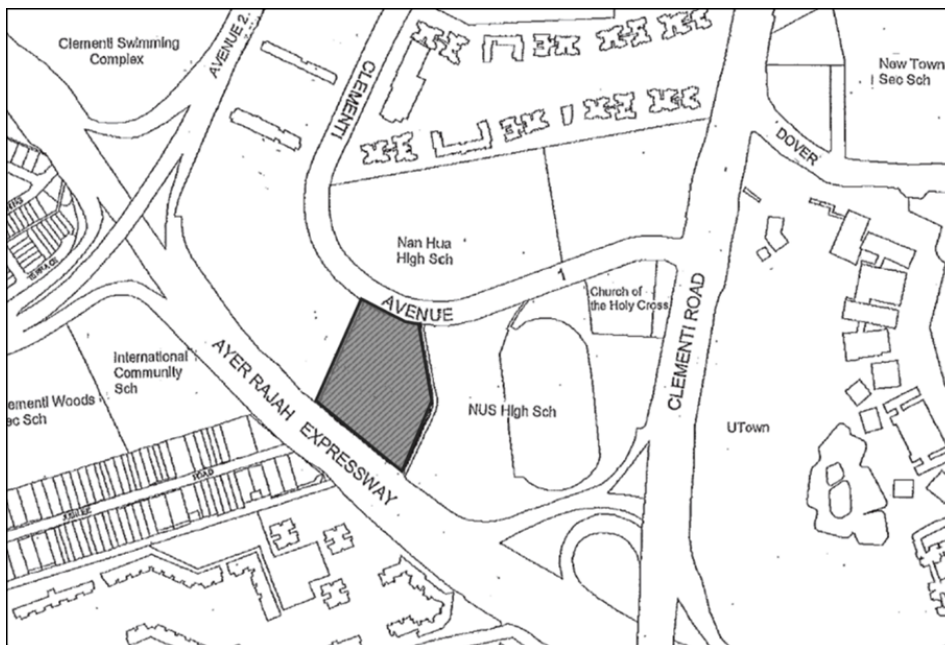 Clementi Swimming
Complex
AVENUE 2
CLEMENTI
New Town
Sec Sch
DOVER
Nan Hua
High Sch
AVENUE
1
Church of
the Holy Cross
CLEMENTI ROAD
TERRACE
International
Community
Sch
AYER RAJAH EXPRESSWAY
ementi Woods
ec Sch
NUS High Sch
UTown
ROAD